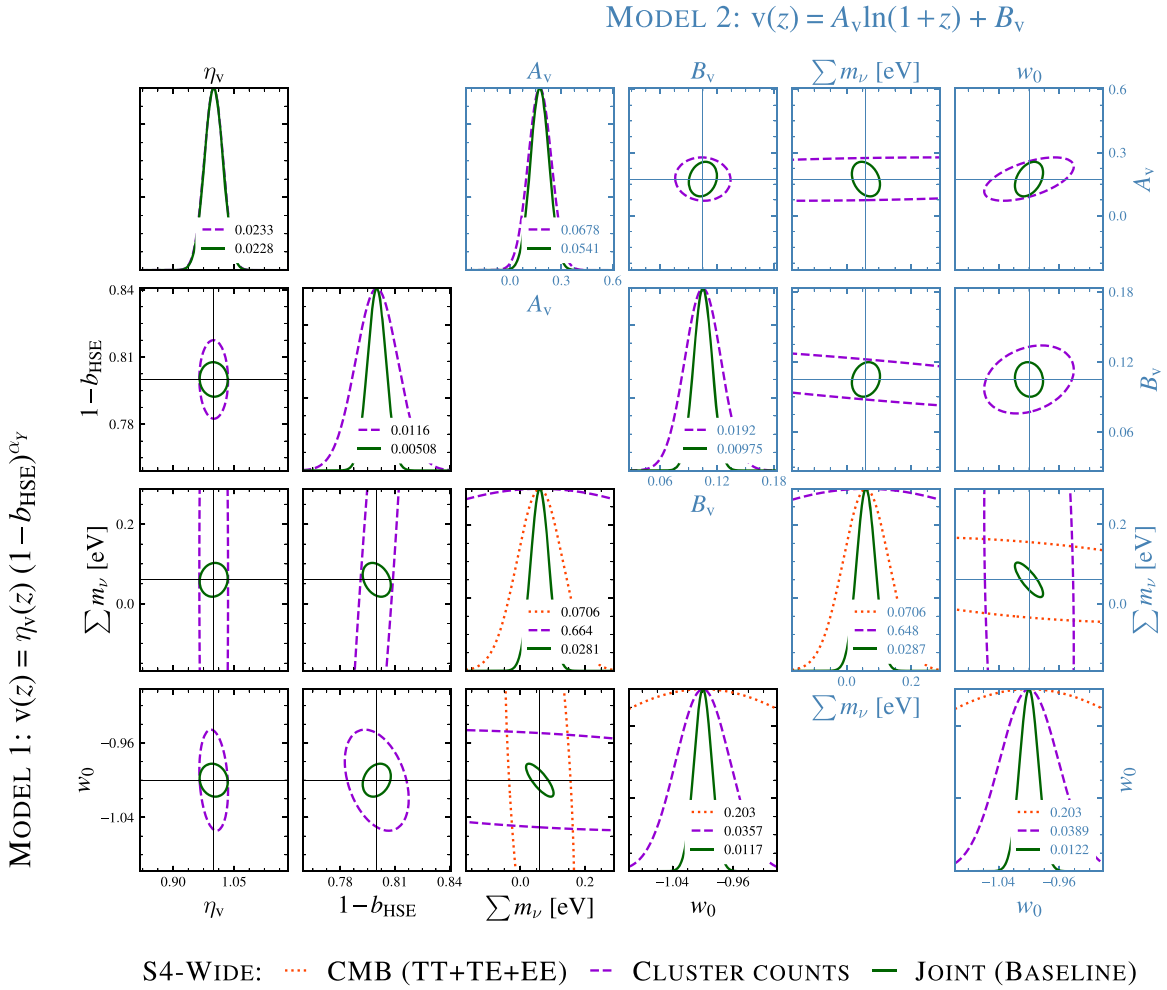 MODEL 2: v(z) = A_v ln(1+z) + B_v
η_v
A_v
B_v
∑ m_ν [eV]
w_0
0.0233
0.0228
0.0678
0.0541
0.0 0.3 0.6
A_v
0.6
0.3
0.0
A_v
0.84
0.81
0.78
1−b_HSE
0.0116
0.00508
0.0192
0.00975
0.06 0.12 0.18
B_v
0.18
0.12
0.06
B_v
0.2
0.0
∑ m_ν [eV]
0.0706
0.664
0.0281
0.0706
0.648
0.0287
0.0 0.2
∑ m_ν [eV]
0.2
0.0
∑ m_ν [eV]
−0.96
−1.04
w_0
0.203
0.0357
0.0117
0.203
0.0389
0.0122
w_0
0.90 1.05
η_v
0.78 0.81 0.84
1−b_HSE
0.0 0.2
∑ m_ν [eV]
−1.04 −0.96
w_0
−1.04 −0.96
w_0
MODEL 1: v(z) = η_v(z) (1−b_HSE)^α_Y
S4-WIDE: CMB (TT+TE+EE) CLUSTER COUNTS JOINT (BASELINE)